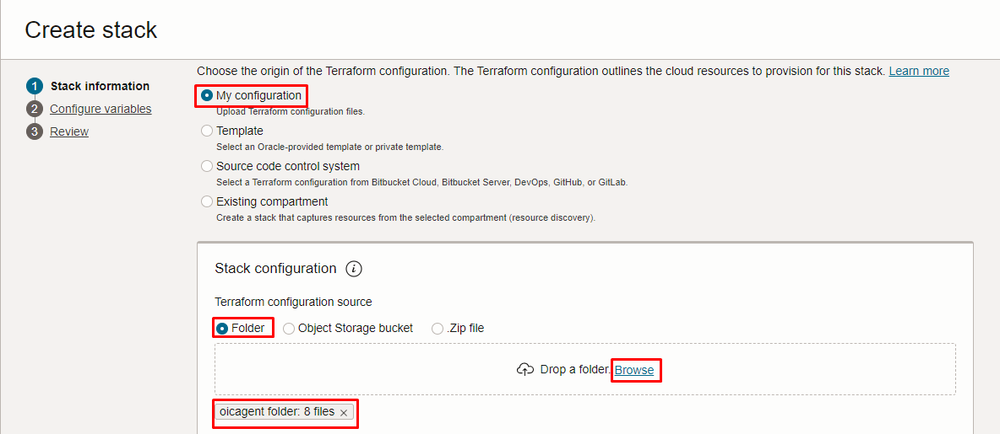 Create stack
1 Stack information
2 Configure variables
3 Review
Choose the origin of the Terraform configuration. The Terraform configuration outlines the cloud resources to provision for this stack. Learn more
My configuration
Upload Terraform configuration files.
Template
Select an Oracle-provided template or private template.
Source code control system
Select a Terraform configuration from Bitbucket Cloud, Bitbucket Server, DevOps, GitHub, or GitLab.
Existing compartment
Create a stack that captures resources from the selected compartment (resource discovery).
Stack configuration i
Terraform configuration source
Folder Object Storage bucket .Zip file
Drop a folder. Browse
oicagent folder: 8 files ×